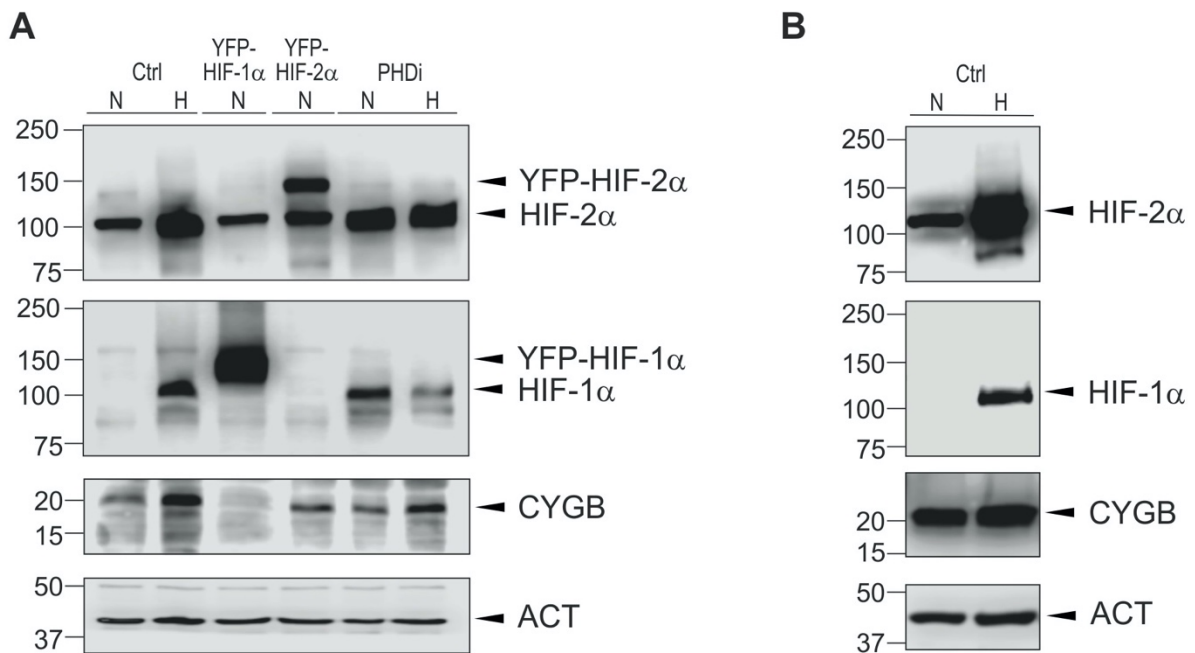 A
YFP- YFP-
Ctrl HIF-1α HIF-2α PHDi
N H N N N H
250
150
100
75
YFP-HIF-2α
HIF-2α
250
150
100
75
YFP-HIF-1α
HIF-1α
20
15
CYGB
50
37
ACT
B
Ctrl
N H
250
150
100
75
HIF-2α
250
150
100
75
HIF-1α
20
15
CYGB
50
37
ACT